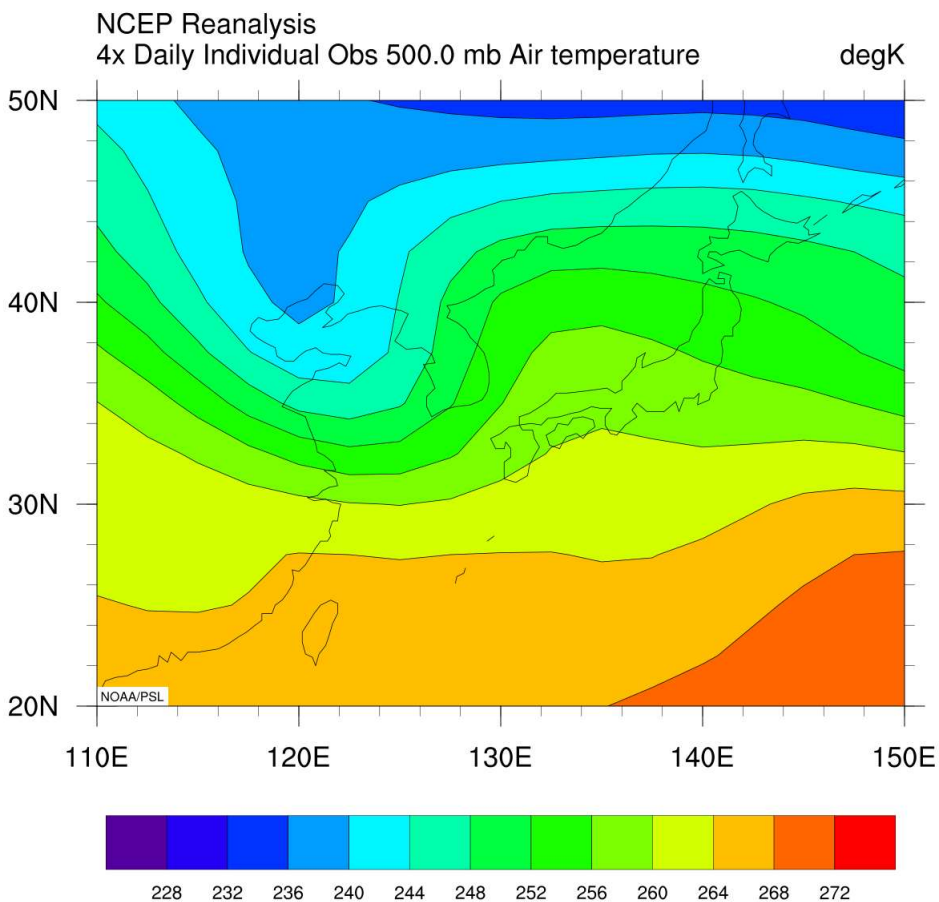 NCEP Reanalysis
4x Daily Individual Obs 500.0 mb Air temperature degK
50N
40N
30N
20N
NOAA/PSL
110E 120E 130E 140E 150E
228 232 236 240 244 248 252 256 260 264 268 272